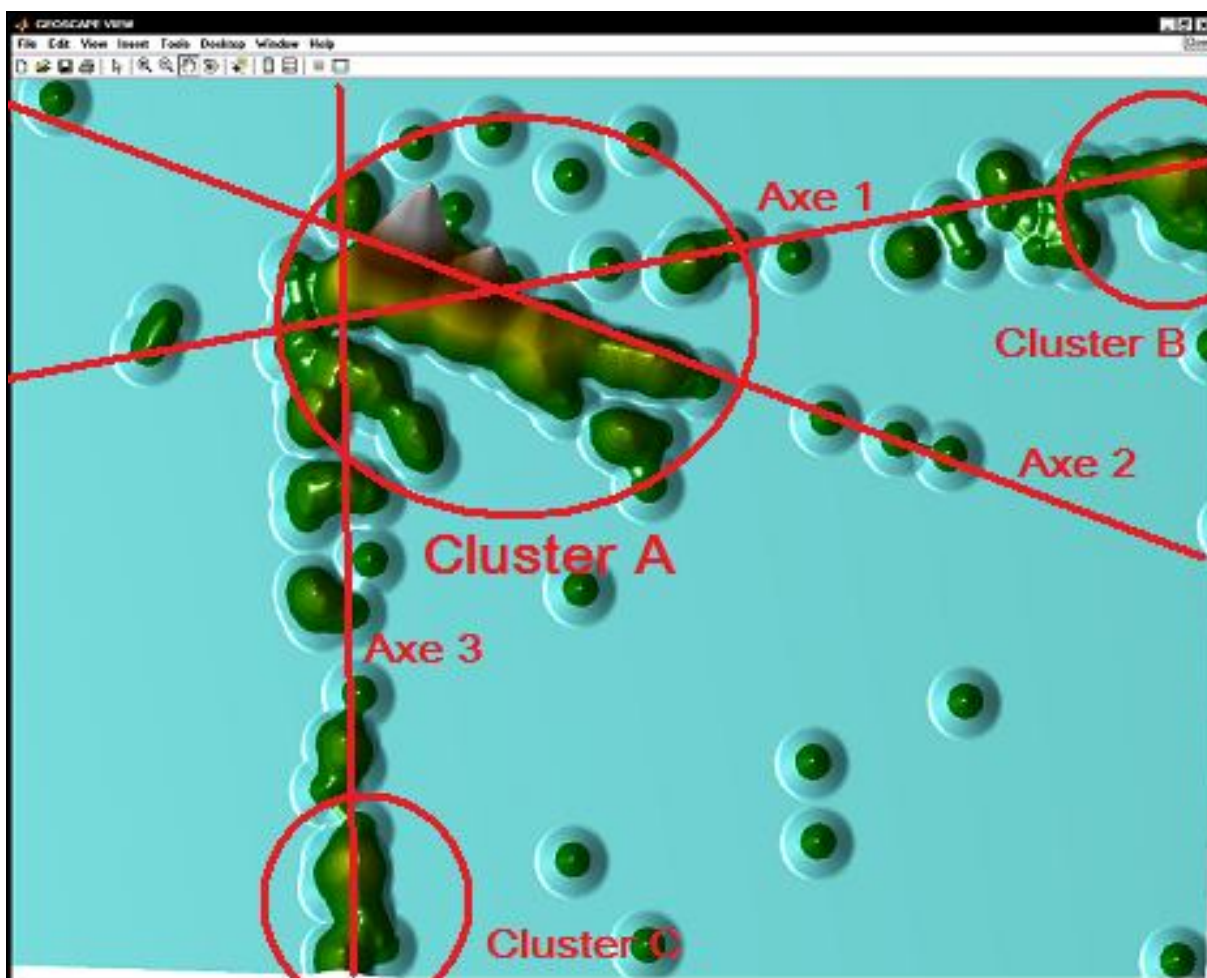 GEOSCAPE VIEW
File Edit View Insert Tools Desktop Window Help
Axe 1
Cluster B
Axe 2
Cluster A
Axe 3
Cluster C